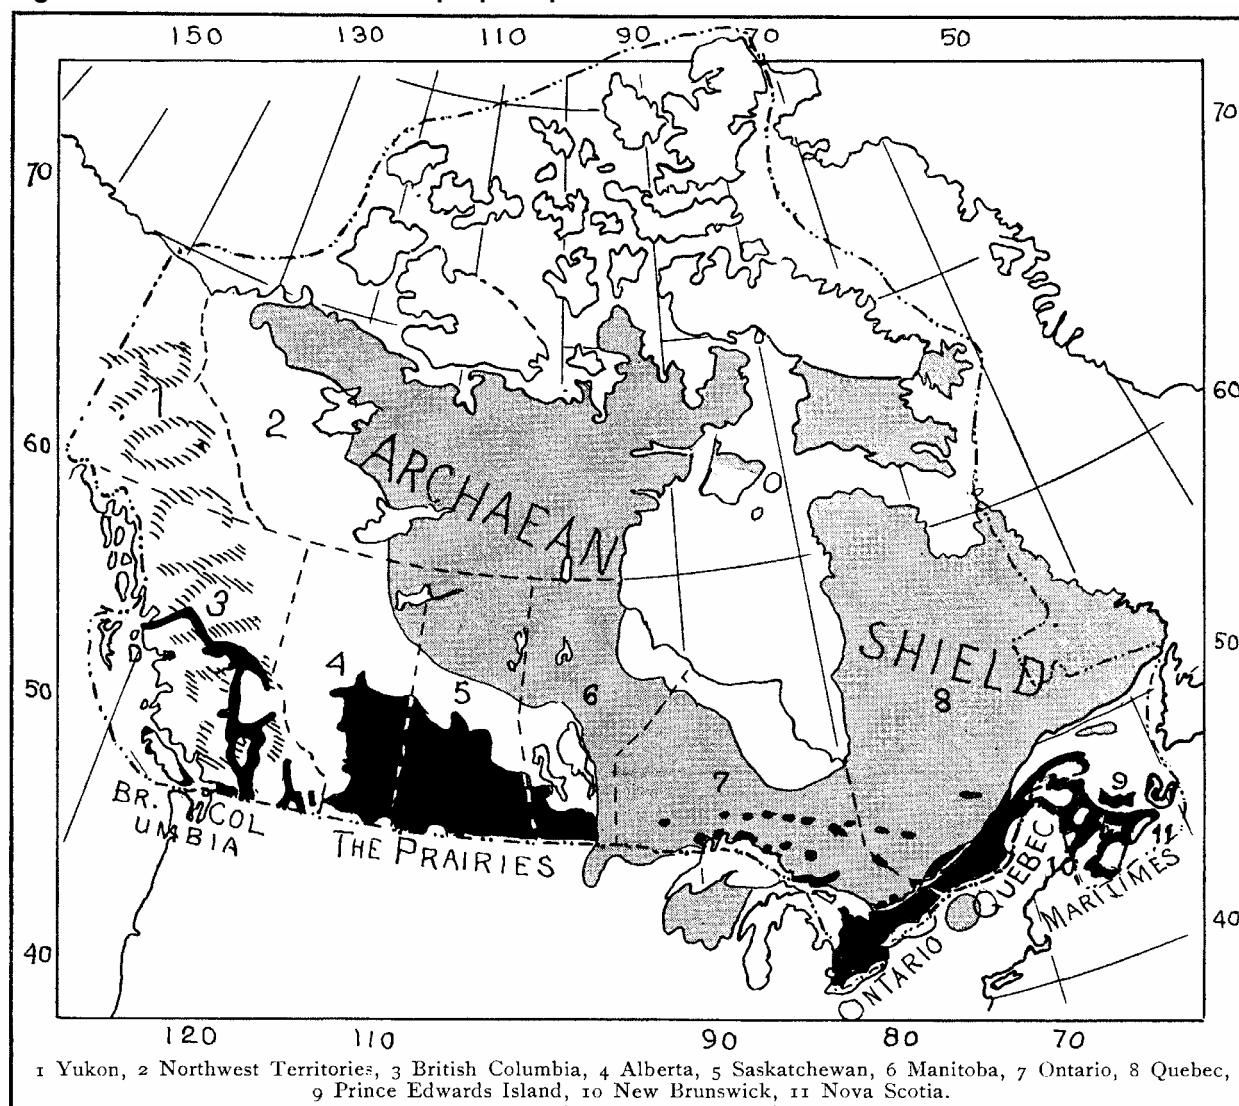 150 130 110 90 70 50
70
70
60
60
50
50
40
40
1
2
3
4
5
6
7
8
9
10
11
ARCHAEAN
SHIELD
BR. COL
UMBIA
THE PRAIRIES
ONTARIO
QUEBEC
MARITIMES
120 110 90 80 70
1 Yukon, 2 Northwest Territories, 3 British Columbia, 4 Alberta, 5 Saskatchewan, 6 Manitoba, 7 Ontario, 8 Quebec,
9 Prince Edwards Island, 10 New Brunswick, 11 Nova Scotia.